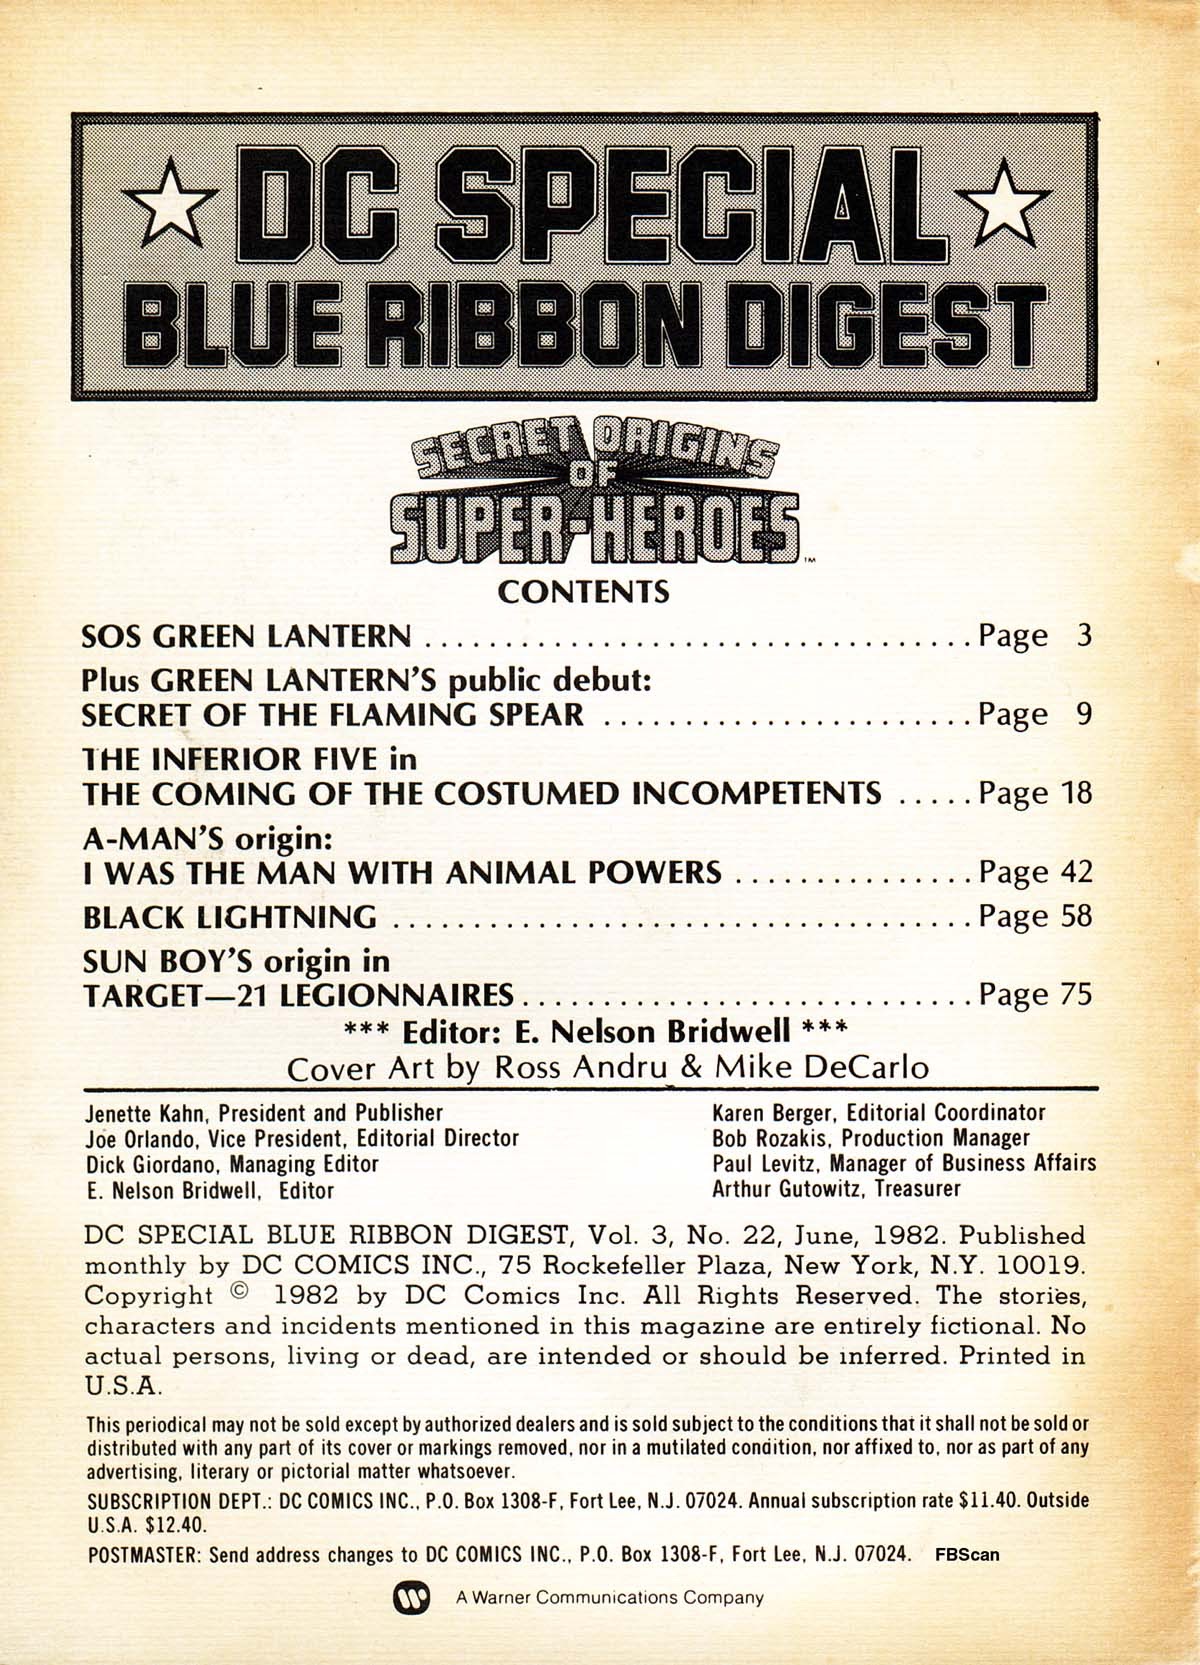 DC SPECIAL
BLUE RIBBON DIGEST
SECRET ORIGINS
OF
SUPER-HEROES™
CONTENTS
SOS GREEN LANTERN .................................. Page 3
Plus GREEN LANTERN'S public debut:
SECRET OF THE FLAMING SPEAR ....................... Page 9
THE INFERIOR FIVE in
THE COMING OF THE COSTUMED INCOMPETENTS ..... Page 18
A-MAN'S origin:
I WAS THE MAN WITH ANIMAL POWERS ............... Page 42
BLACK LIGHTNING .................................... Page 58
SUN BOY'S origin in
TARGET—21 LEGIONNAIRES............................ Page 75
*** Editor: E. Nelson Bridwell ***
Cover Art by Ross Andru & Mike DeCarlo
Jenette Kahn, President and Publisher
Joe Orlando, Vice President, Editorial Director
Dick Giordano, Managing Editor
E. Nelson Bridwell, Editor
Karen Berger, Editorial Coordinator
Bob Rozakis, Production Manager
Paul Levitz, Manager of Business Affairs
Arthur Gutowitz, Treasurer
DC SPECIAL BLUE RIBBON DIGEST, Vol. 3, No. 22, June, 1982. Published
monthly by DC COMICS INC., 75 Rockefeller Plaza, New York, N.Y. 10019.
Copyright © 1982 by DC Comics Inc. All Rights Reserved. The stories,
characters and incidents mentioned in this magazine are entirely fictional. No
actual persons, living or dead, are intended or should be inferred. Printed in
U.S.A.
This periodical may not be sold except by authorized dealers and is sold subject to the conditions that it shall not be sold or
distributed with any part of its cover or markings removed, nor in a mutilated condition, nor affixed to, nor as part of any
advertising, literary or pictorial matter whatsoever.
SUBSCRIPTION DEPT.: DC COMICS INC., P.O. Box 1308-F, Fort Lee, N.J. 07024. Annual subscription rate $11.40. Outside
U.S.A. $12.40.
POSTMASTER: Send address changes to DC COMICS INC., P.O. Box 1308-F, Fort Lee, N.J. 07024. FBScan
A Warner Communications Company